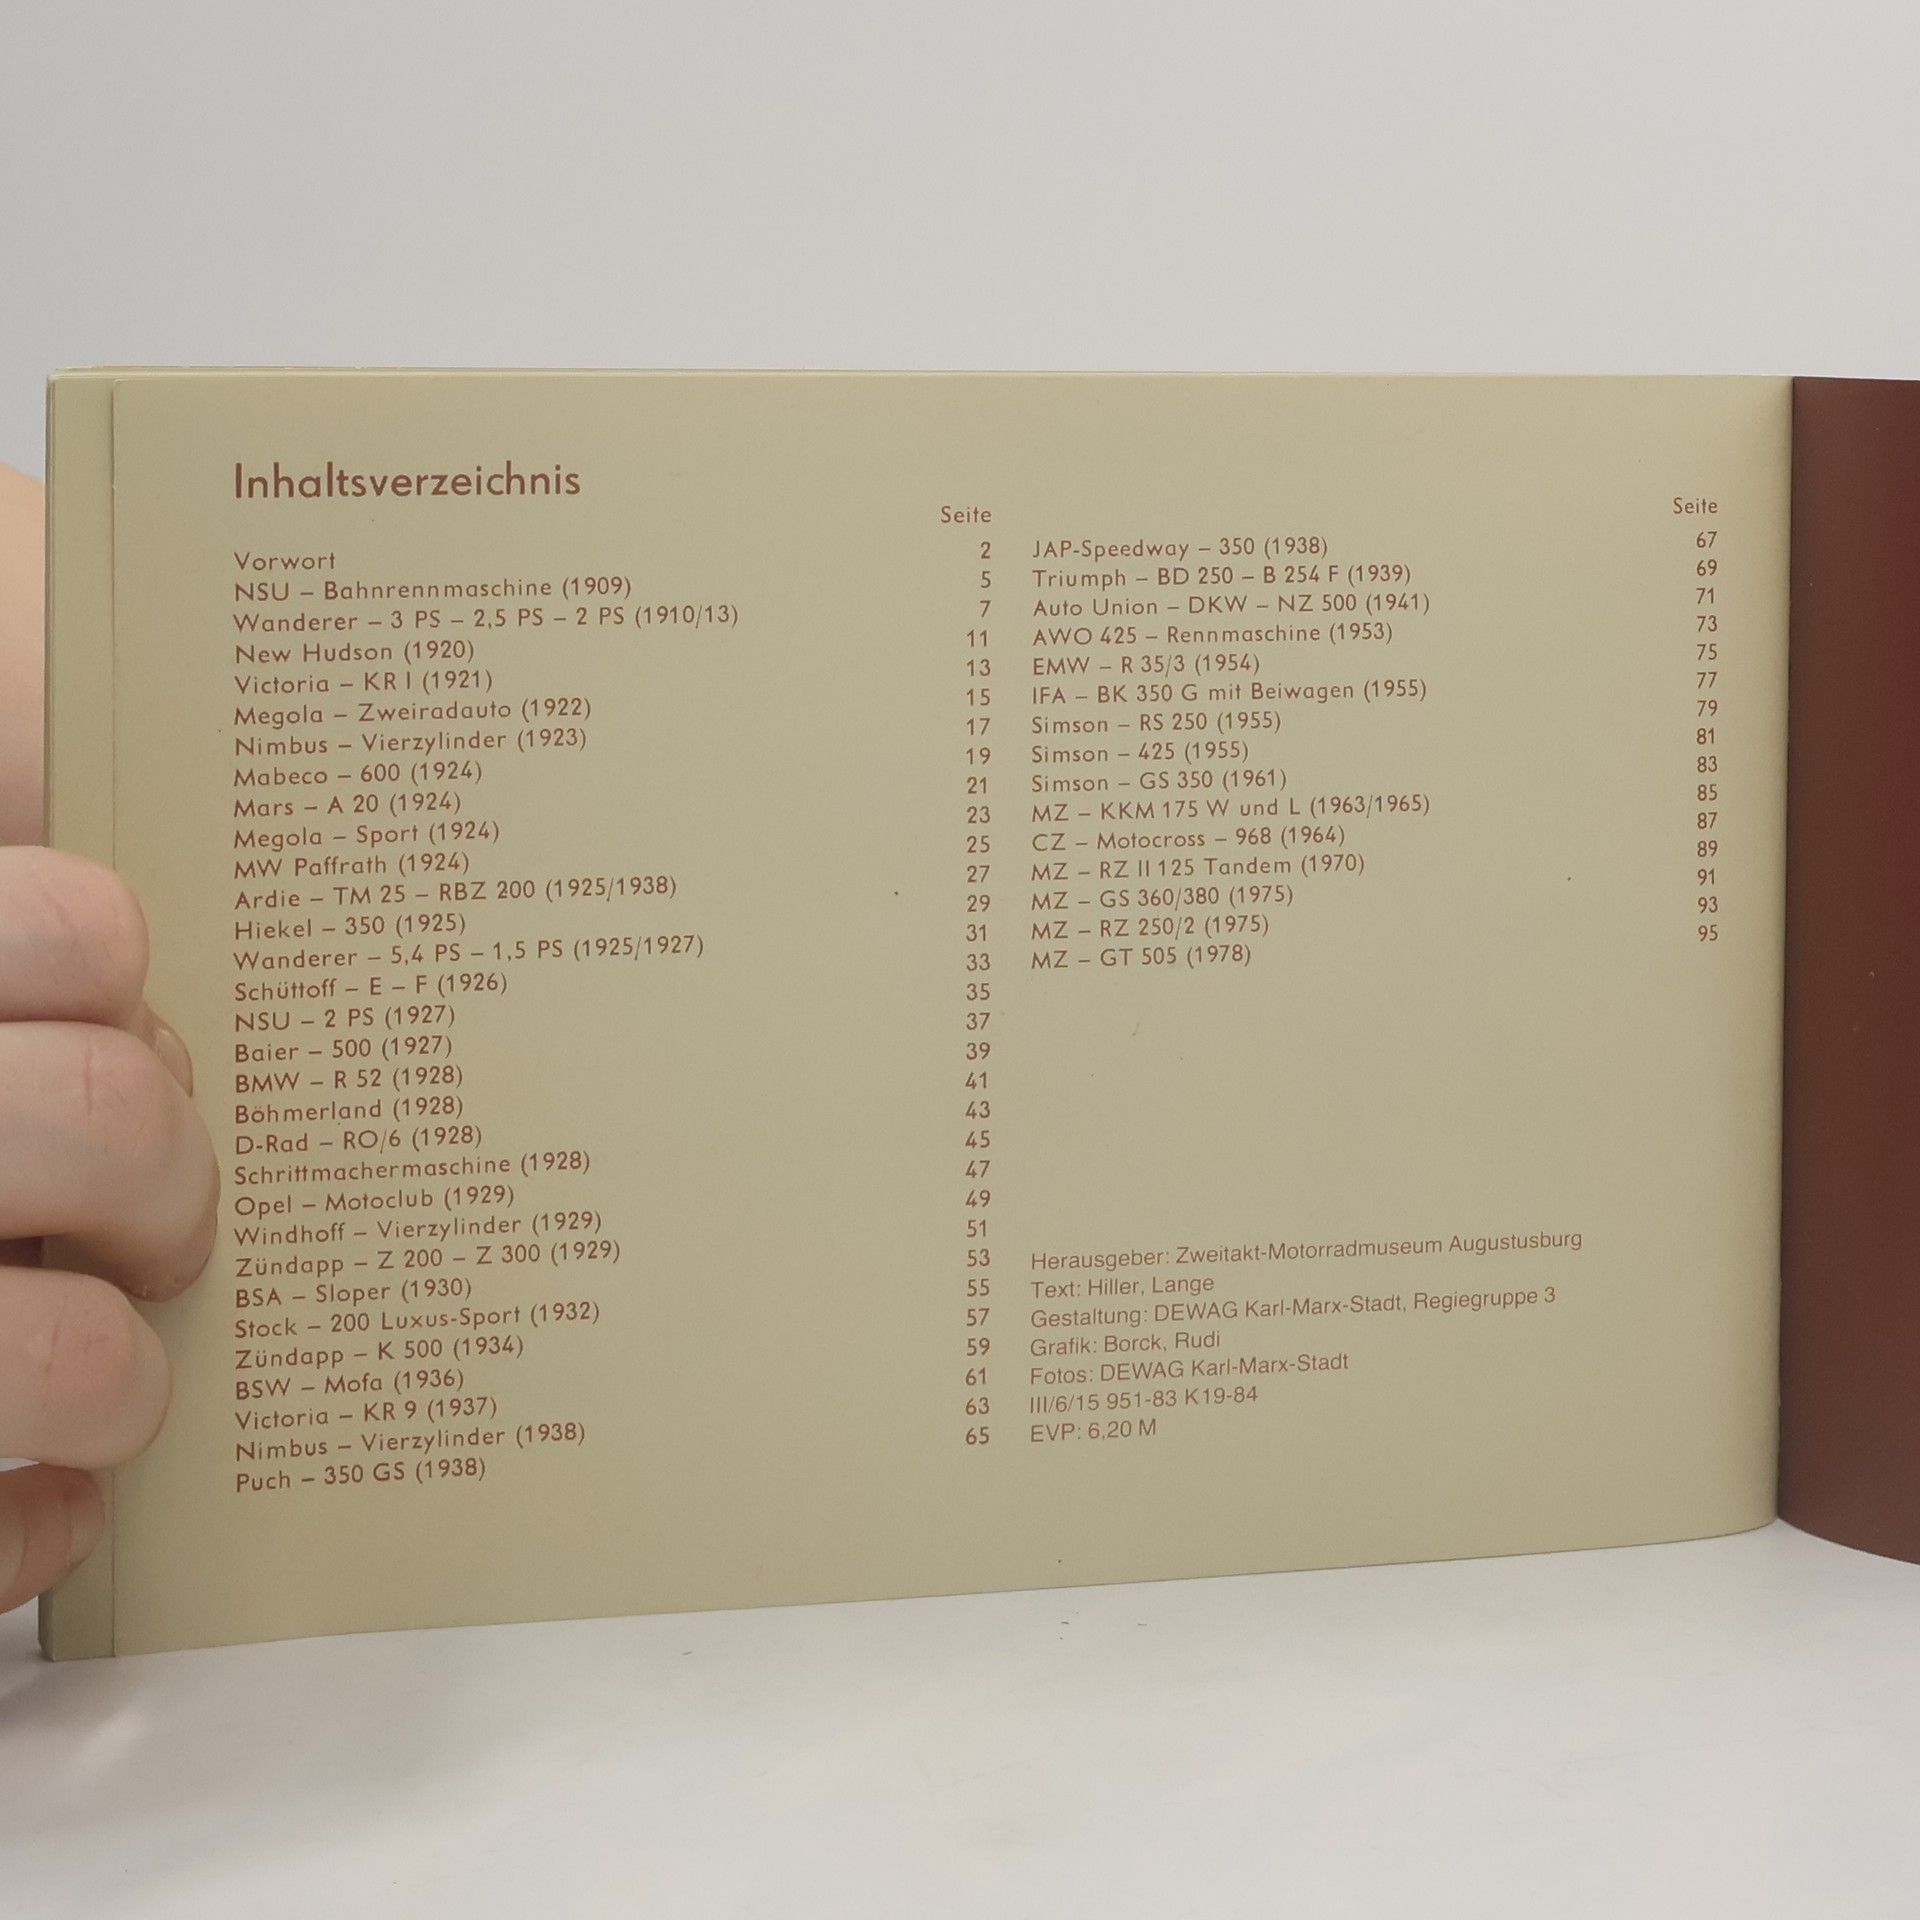 Inhaltsverzeichnis
Seite
Vorwort 2
NSU – Bahnrennmaschine (1909) 5
Wanderer – 3 PS – 2,5 PS – 2 PS (1910/13) 7
New Hudson (1920) 11
Victoria – KR I (1921) 13
Megola – Zweiradauto (1922) 15
Nimbus – Vierzylinder (1923) 17
Mabeco – 600 (1924) 19
Mars – A 20 (1924) 21
Megola – Sport (1924) 23
MW Paffrath (1924) 25
Ardie – TM 25 – RBZ 200 (1925/1938) 27
Hiekel – 350 (1925) 29
Wanderer – 5,4 PS – 1,5 PS (1925/1927) 31
Schüttoff – E – F (1926) 33
NSU – 2 PS (1927) 35
Baier – 500 (1927) 37
BMW – R 52 (1928) 39
Böhmerland (1928) 41
D-Rad – RO/6 (1928) 43
Schrittmachermaschine (1928) 45
Opel – Motoclub (1929) 47
Windhoff – Vierzylinder (1929) 49
Zündapp – Z 200 – Z 300 (1929) 51
BSA – Sloper (1930) 53
Stock – 200 Luxus-Sport (1932) 55
Zündapp – K 500 (1934) 57
BSW – Mofa (1936) 59
Victoria – KR 9 (1937) 61
Nimbus – Vierzylinder (1938) 63
Puch – 350 GS (1938) 65
Seite
JAP-Speedway – 350 (1938) 67
Triumph – BD 250 – B 254 F (1939) 69
Auto Union – DKW – NZ 500 (1941) 71
AWO 425 – Rennmaschine (1953) 73
EMW – R 35/3 (1954) 75
IFA – BK 350 G mit Beiwagen (1955) 77
Simson – RS 250 (1955) 79
Simson – 425 (1955) 81
Simson – GS 350 (1961) 83
MZ – KKM 175 W und L (1963/1965) 85
CZ – Motocross – 968 (1964) 87
MZ – RZ II 125 Tandem (1970) 89
MZ – GS 360/380 (1975) 91
MZ – RZ 250/2 (1975) 93
MZ – GT 505 (1978) 95
Herausgeber: Zweitakt-Motorradmuseum Augustusburg
Text: Hiller, Lange
Gestaltung: DEWAG Karl-Marx-Stadt, Regiegruppe 3
Grafik: Borck, Rudi
Fotos: DEWAG Karl-Marx-Stadt
III/6/15 951-83 K 19-84
EVP: 6,20 M